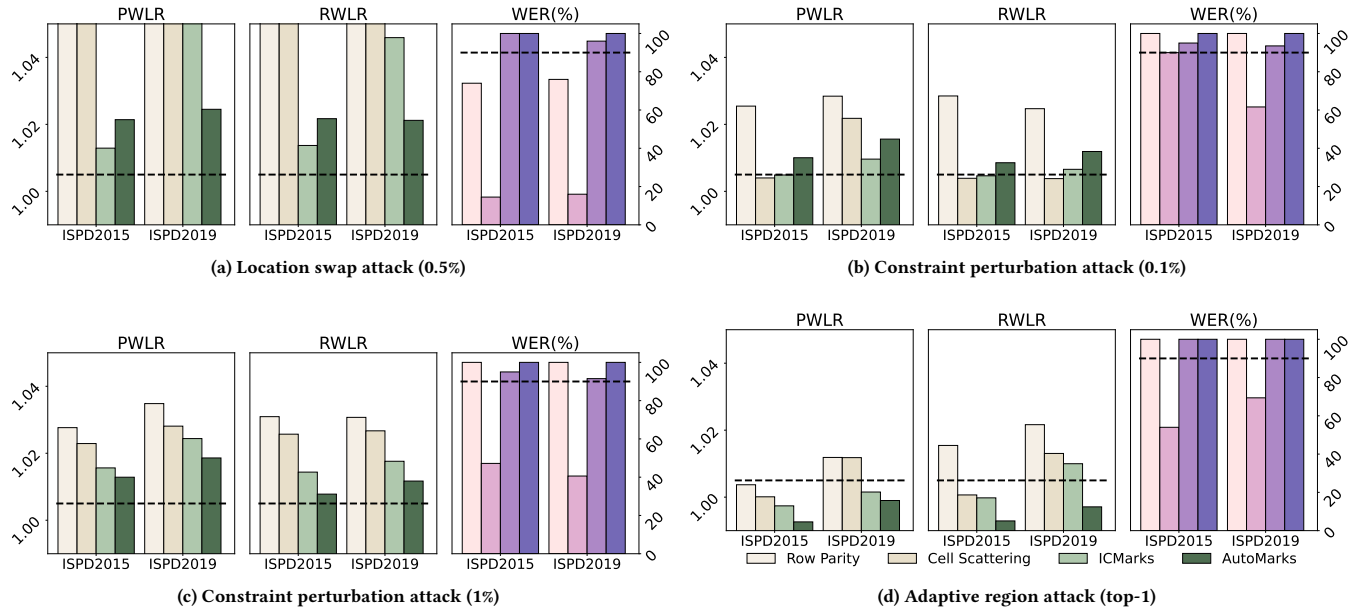 PWLR RWLR WER(%)
1.04
1.02
1.00
100
80
60
40
20
0
ISPD2015 ISPD2019 ISPD2015 ISPD2019 ISPD2015 ISPD2019
(a) Location swap attack (0.5%)
PWLR RWLR WER(%)
1.04
1.02
1.00
100
80
60
40
20
0
ISPD2015 ISPD2019 ISPD2015 ISPD2019 ISPD2015 ISPD2019
(b) Constraint perturbation attack (0.1%)
PWLR RWLR WER(%)
1.04
1.02
1.00
100
80
60
40
20
0
ISPD2015 ISPD2019 ISPD2015 ISPD2019 ISPD2015 ISPD2019
(c) Constraint perturbation attack (1%)
PWLR RWLR WER(%)
1.04
1.02
1.00
100
80
60
40
20
0
ISPD2015 ISPD2019 ISPD2015 ISPD2019 ISPD2015 ISPD2019
Row Parity Cell Scattering ICMarks AutoMarks
(d) Adaptive region attack (top-1)